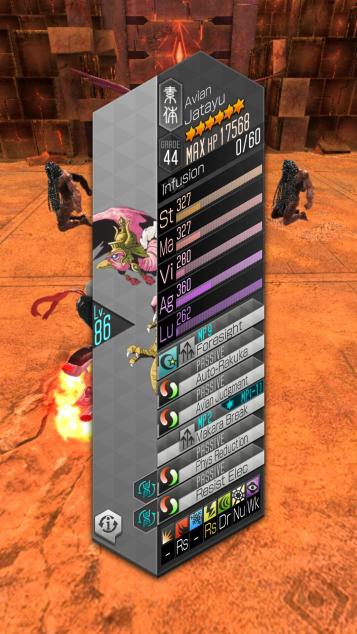 素体
Avian
Jatayu
GRADE 44
MAX HP 17568
0/60
Infusion
St 327
Ma 327
Vi 280
Ag 360
Lu 262
Lv. 86
MP9
Foresight
PASSIVE
Auto-Rakuka
PASSIVE
Avian Judgment
MP1-11
MP2
Makara Break
PASSIVE
Phys Reduction
PASSIVE
Resist Elec
- Rs - Rs Dr Nu Wk